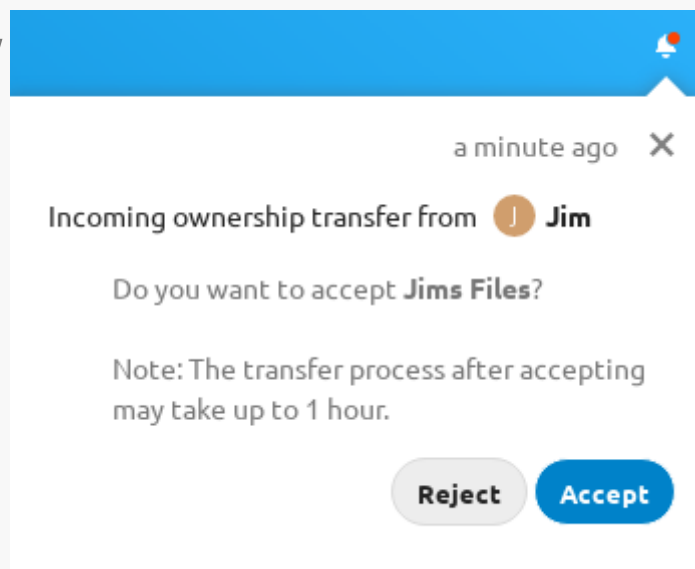 a minute ago
Incoming ownership transfer from J Jim
Do you want to accept Jims Files?
Note: The transfer process after accepting
may take up to 1 hour.
Reject Accept